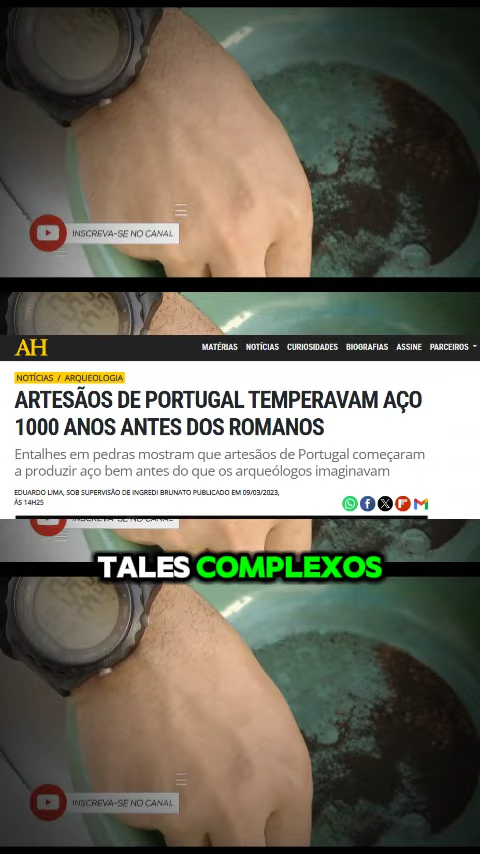 INSCREVA-SE NO CANAL
AH
MATÉRIAS NOTÍCIAS CURIOSIDADES BIOGRAFIAS ASSINE PARCEIROS
NOTÍCIAS / ARQUEOLOGIA
ARTESÃOS DE PORTUGAL TEMPERAVAM AÇO
1000 ANOS ANTES DOS ROMANOS
Entalhes em pedras mostram que artesãos de Portugal começaram
a produzir aço bem antes do que os arqueólogos imaginavam
EDUARDO LIMA, SOB SUPERVISÃO DE INGREDI BRUNATO PUBLICADO EM 09/03/2023,
ÀS 14H25
INSCREVA-SE NO CANAL
TALES COMPLEXOS
INSCREVA-SE NO CANAL